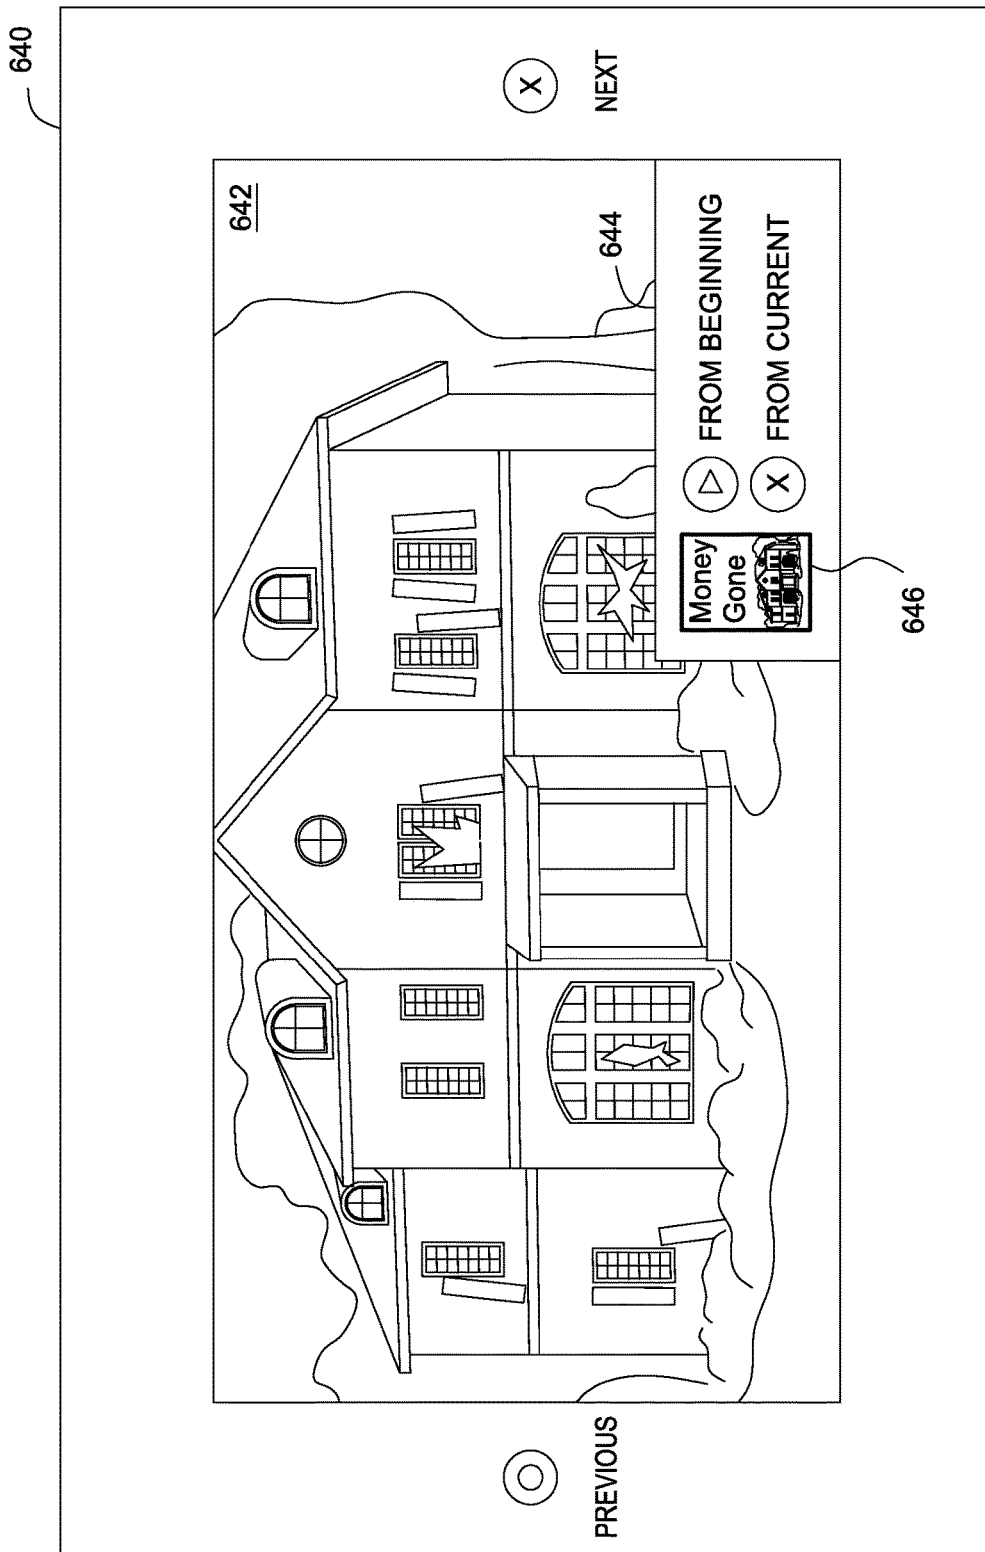 640
642
644
PREVIOUS
X
NEXT
Money
Gone
FROM BEGINNING
X FROM CURRENT
646